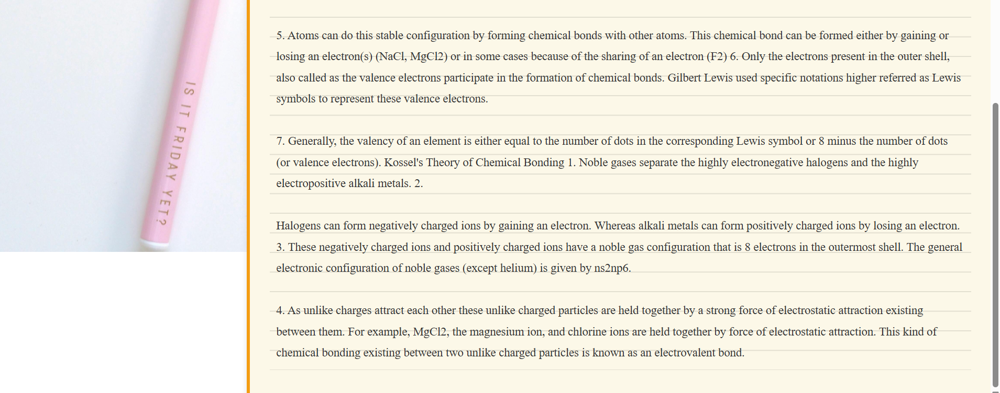 IS IT FRIDAY YET?
5. Atoms can do this stable configuration by forming chemical bonds with other atoms. This chemical bond can be formed either by gaining or
losing an electron(s) (NaCl, MgCl2) or in some cases because of the sharing of an electron (F2) 6. Only the electrons present in the outer shell,
also called as the valence electrons participate in the formation of chemical bonds. Gilbert Lewis used specific notations higher referred as Lewis
symbols to represent these valence electrons.
7. Generally, the valency of an element is either equal to the number of dots in the corresponding Lewis symbol or 8 minus the number of dots
(or valence electrons). Kossel's Theory of Chemical Bonding 1. Noble gases separate the highly electronegative halogens and the highly
electropositive alkali metals. 2.
Halogens can form negatively charged ions by gaining an electron. Whereas alkali metals can form positively charged ions by losing an electron.
3. These negatively charged ions and positively charged ions have a noble gas configuration that is 8 electrons in the outermost shell. The general
electronic configuration of noble gases (except helium) is given by ns2np6.
4. As unlike charges attract each other these unlike charged particles are held together by a strong force of electrostatic attraction existing
between them. For example, MgCl2, the magnesium ion, and chlorine ions are held together by force of electrostatic attraction. This kind of
chemical bonding existing between two unlike charged particles is known as an electrovalent bond.